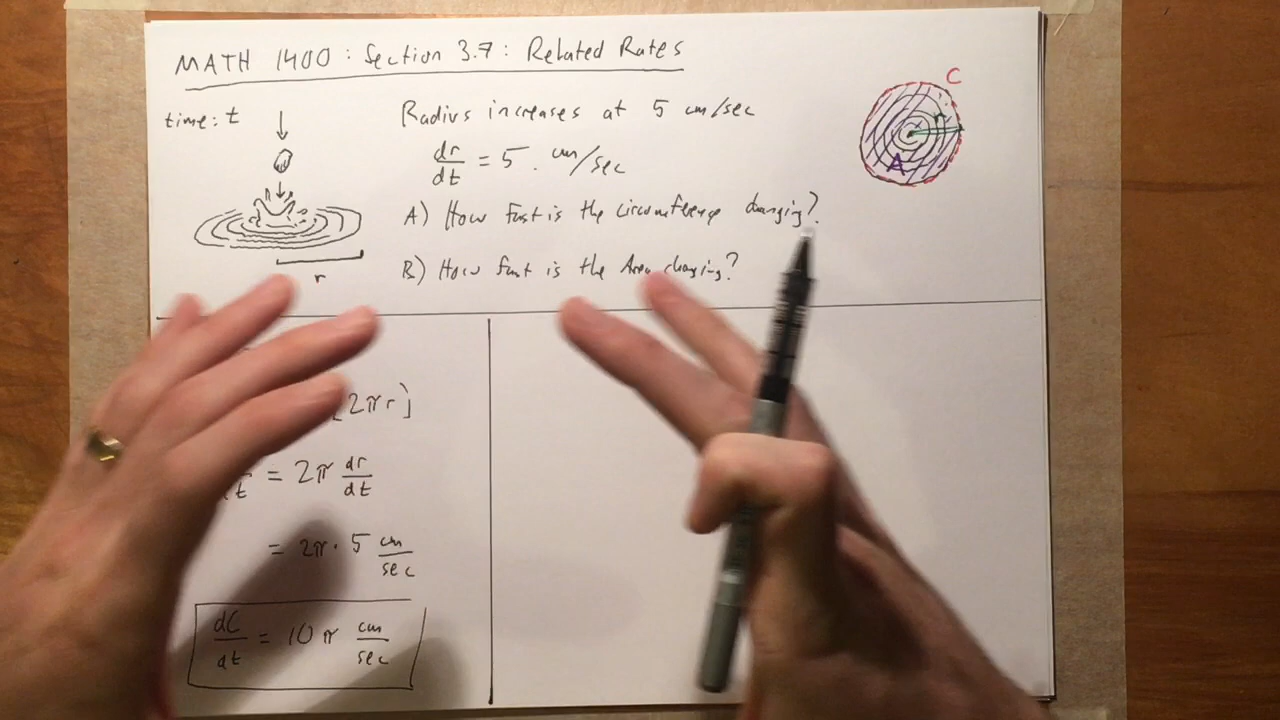 MATH 1400 : Section 3.7 : Related Rates
time: t
r
Radius increases at 5 cm/sec
dr/dt = 5 . cm/sec
A) How fast is the circumference changing?
B) How fast is the Area changing?
C
r
A
[2πr]
= 2π dr/dt
= 2π · 5 cm/sec
dC/dt = 10 π cm/sec